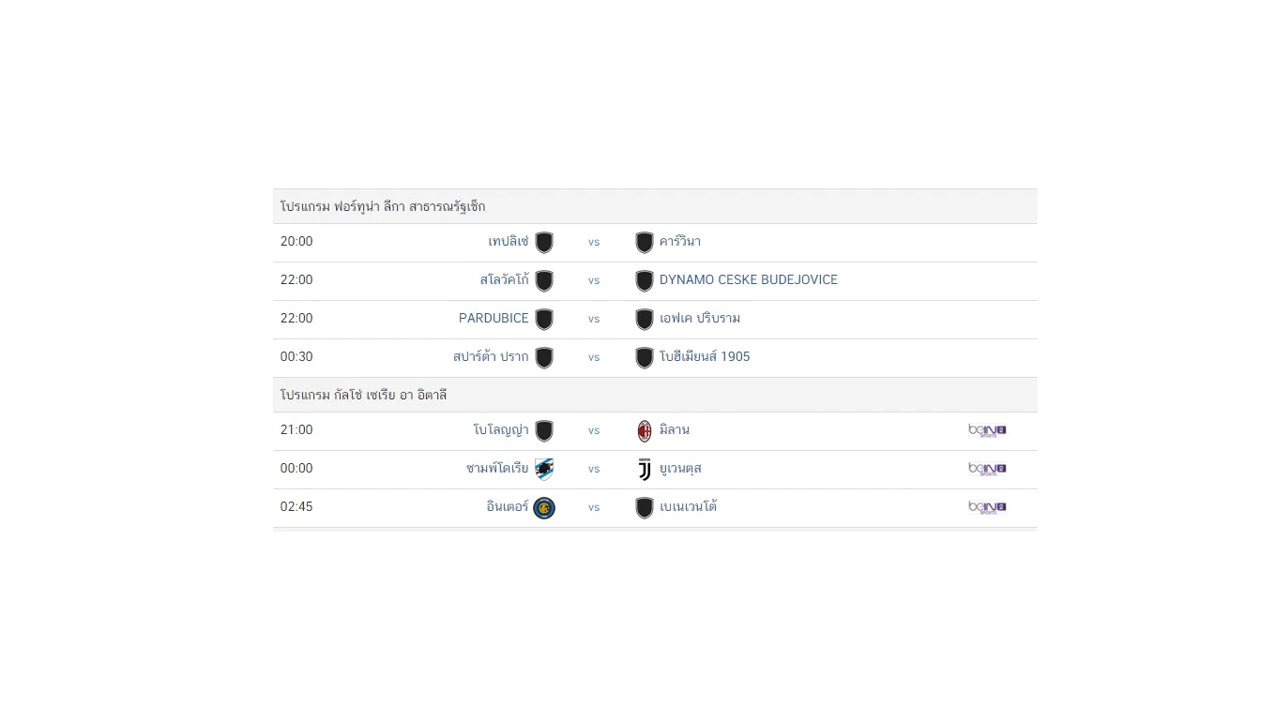 โปรแกรม ฟอร์ทูน่า ลีกา สาธารณรัฐเช็ก
20:00 เทปลิเซ่ vs คาร์วินา
22:00 สโลวัคโก้ vs DYNAMO CESKE BUDEJOVICE
22:00 PARDUBICE vs เอฟเค ปริบราม
00:30 สปาร์ต้า ปราก vs โบฮีเมียนส์ 1905
โปรแกรม กัลโช่ เซเรีย อา อิตาลี
21:00 โบโลญญ่า vs มิลาน beIN SPORTS
00:00 ซามพ์โดเรีย vs ยูเวนตุส beIN SPORTS
02:45 อินเตอร์ vs เบเนเวนโต้ beIN SPORTS